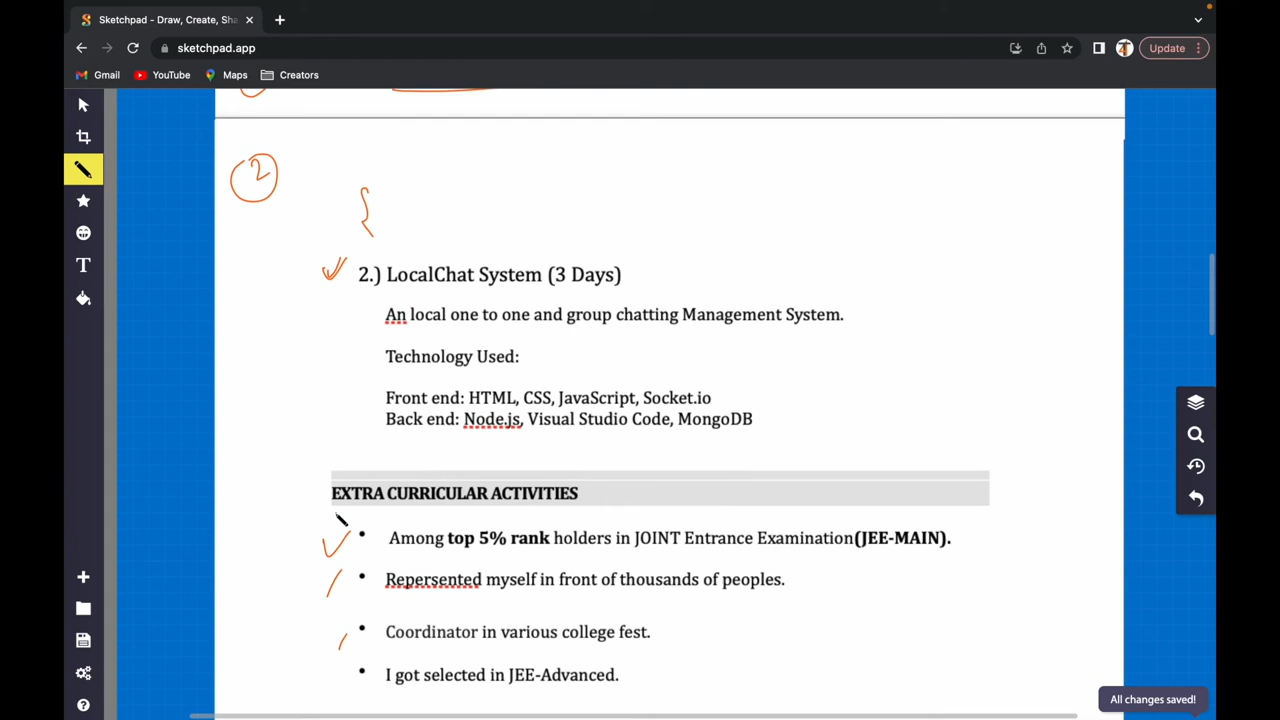 Sketchpad - Draw, Create, Sha
sketchpad.app
Update
Gmail
YouTube
Maps
Creators
2
2.) LocalChat System (3 Days)
An local one to one and group chatting Management System.
Technology Used:
Front end: HTML, CSS, JavaScript, Socket.io
Back end: Node.js, Visual Studio Code, MongoDB
EXTRA CURRICULAR ACTIVITIES
• Among top 5% rank holders in JOINT Entrance Examination(JEE-MAIN).
• Repersented myself in front of thousands of peoples.
• Coordinator in various college fest.
• I got selected in JEE-Advanced.
All changes saved!